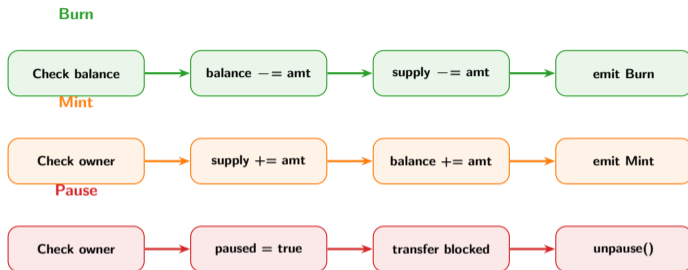 Burn
Check balance
balance −= amt
supply −= amt
emit Burn
Mint
Check owner
supply += amt
balance += amt
emit Mint
Pause
Check owner
paused = true
transfer blocked
unpause()